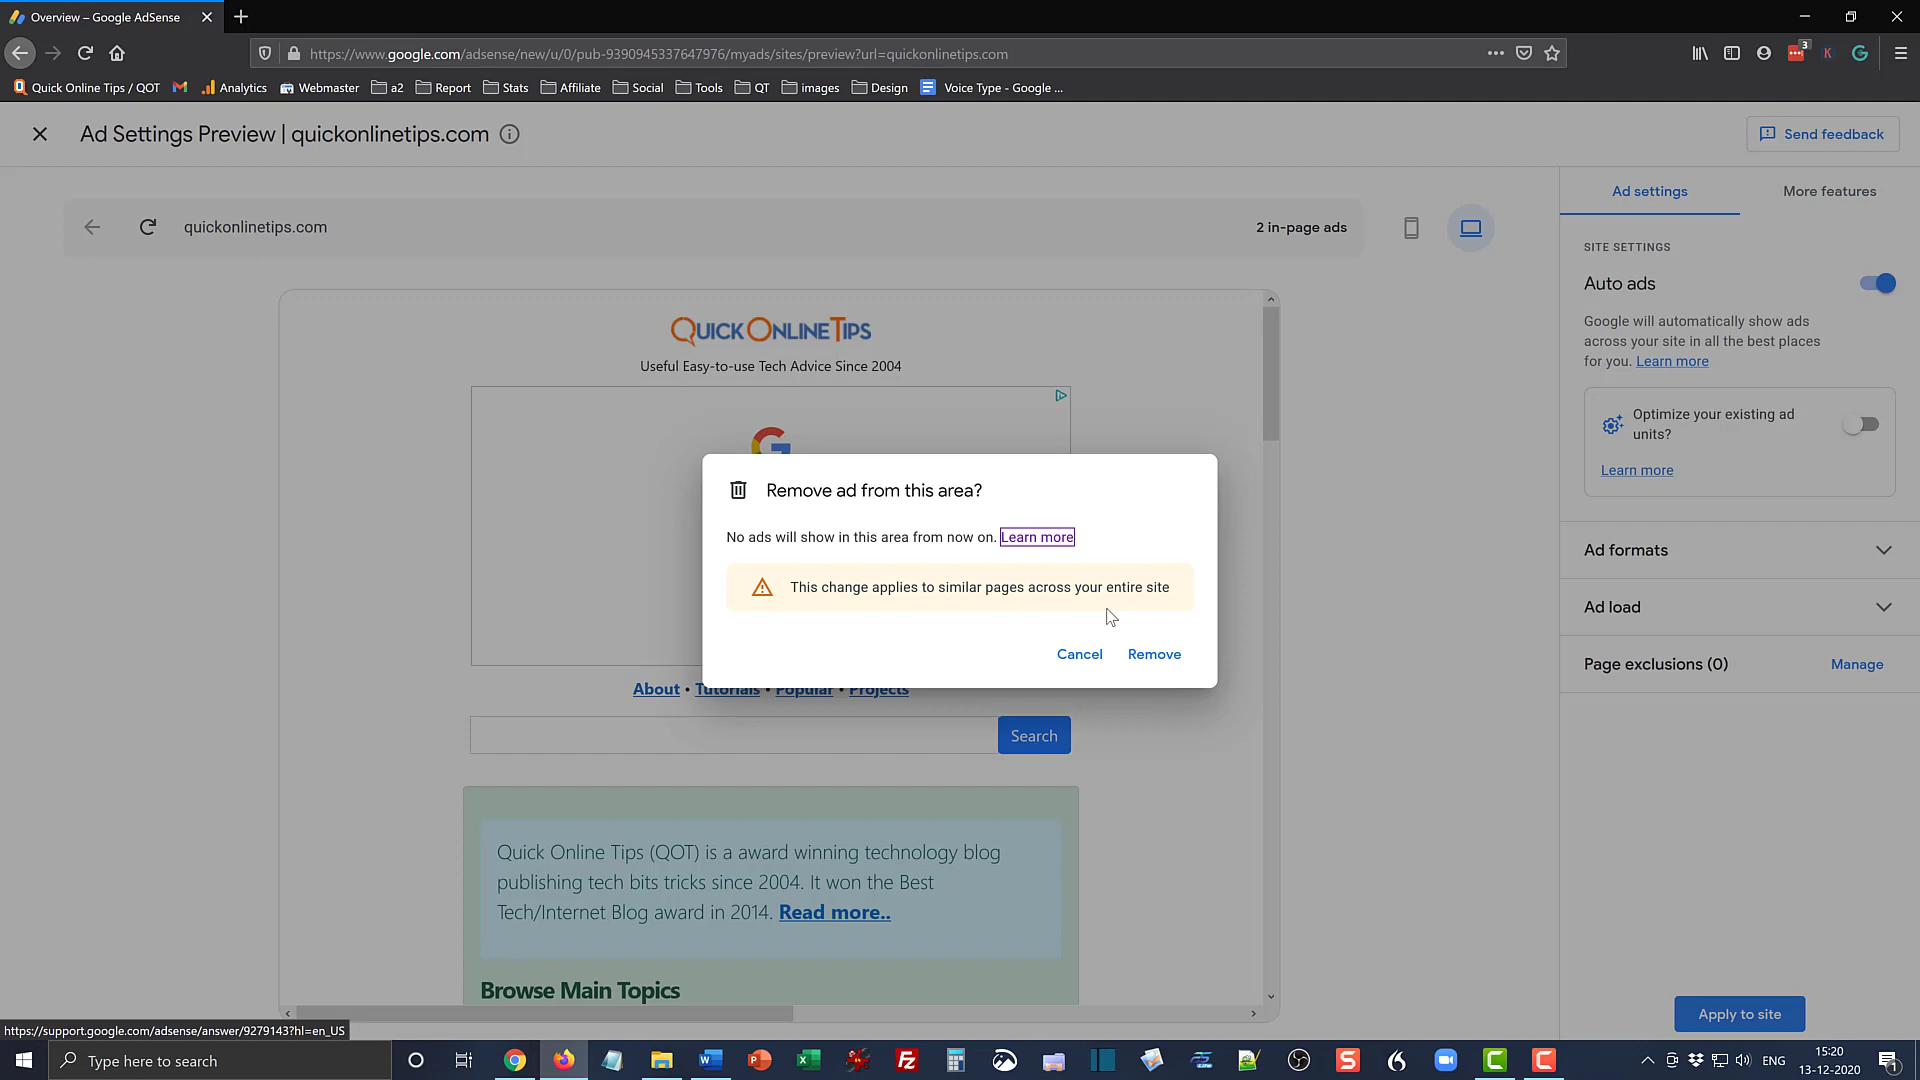 Overview – Google AdSense
https://www.google.com/adsense/new/u/0/pub-9390945337647976/myads/sites/preview?url=quickonlinetips.com
3
Quick Online Tips / QOT
Analytics
Webmaster
a2
Report
Stats
Affiliate
Social
Tools
QT
images
Design
Voice Type - Google ...
Ad Settings Preview | quickonlinetips.com
Send feedback
quickonlinetips.com
2 in-page ads
Ad settings
More features
SITE SETTINGS
Auto ads
Google will automatically show ads
across your site in all the best places
for you. Learn more
Optimize your existing ad
units?
Learn more
Ad formats
Ad load
Page exclusions (0)
Manage
Apply to site
QUICKONLINETIPS
Useful Easy-to-use Tech Advice Since 2004
Remove ad from this area?
No ads will show in this area from now on. Learn more
This change applies to similar pages across your entire site
Cancel
Remove
About • Tutorials • Popular • Projects
Search
Quick Online Tips (QOT) is a award winning technology blog
publishing tech bits tricks since 2004. It won the Best
Tech/Internet Blog award in 2014. Read more..
Browse Main Topics
https://support.google.com/adsense/answer/9279143?hl=en_US
Type here to search
ENG
15:20
13-12-2020
1